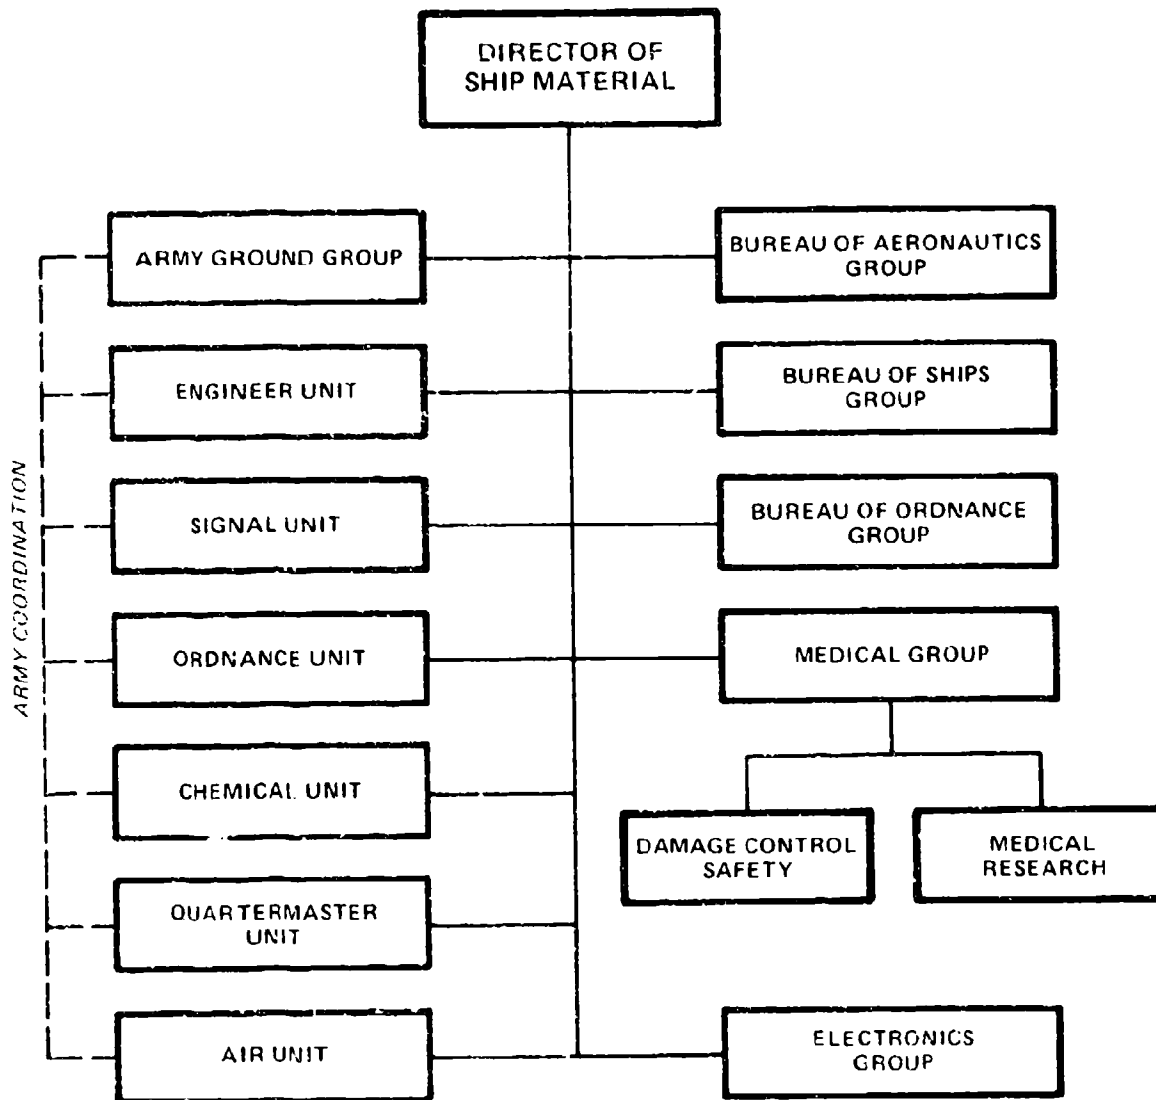 DIRECTOR OF
SHIP MATERIAL
ARMY COORDINATION
ARMY GROUND GROUP
BUREAU OF AERONAUTICS
GROUP
ENGINEER UNIT
BUREAU OF SHIPS
GROUP
SIGNAL UNIT
BUREAU OF ORDNANCE
GROUP
ORDNANCE UNIT
MEDICAL GROUP
CHEMICAL UNIT
DAMAGE CONTROL
SAFETY
MEDICAL
RESEARCH
QUARTERMASTER
UNIT
AIR UNIT
ELECTRONICS
GROUP